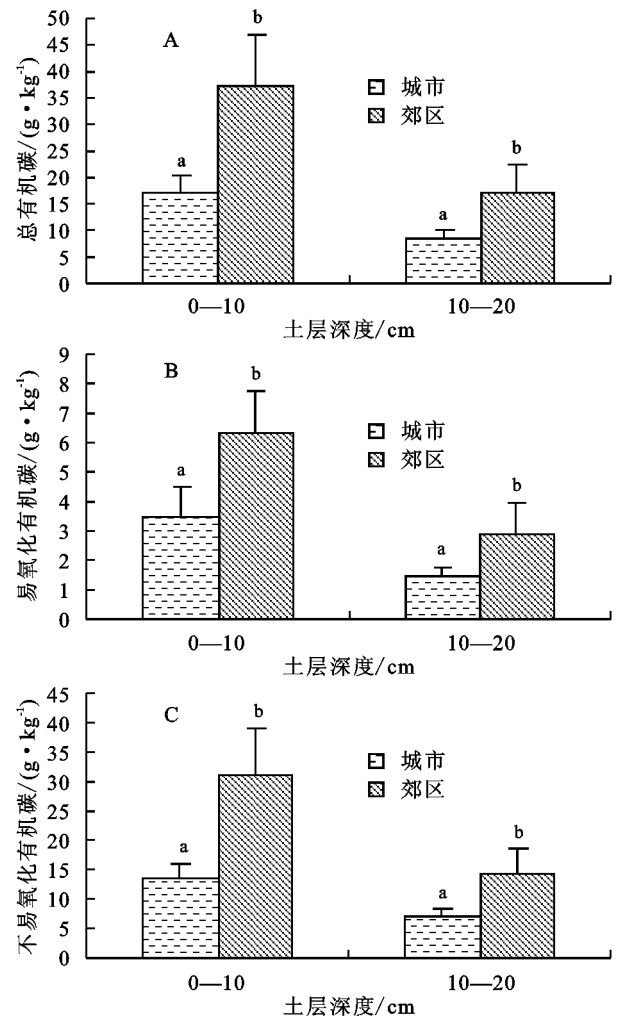 50
45
40
35
30
25
20
15
10
5
0
总有机碳/(g·kg⁻¹)
A
a
b
a
b
城市
郊区
0—10
10—20
土层深度/cm
9
8
7
6
5
4
3
2
1
0
易氧化有机碳/(g·kg⁻¹)
B
a
b
a
b
城市
郊区
0—10
10—20
土层深度/cm
45
40
35
30
25
20
15
10
5
0
不易氧化有机碳/(g·kg⁻¹)
C
a
b
a
b
城市
郊区
0—10
10—20
土层深度/cm